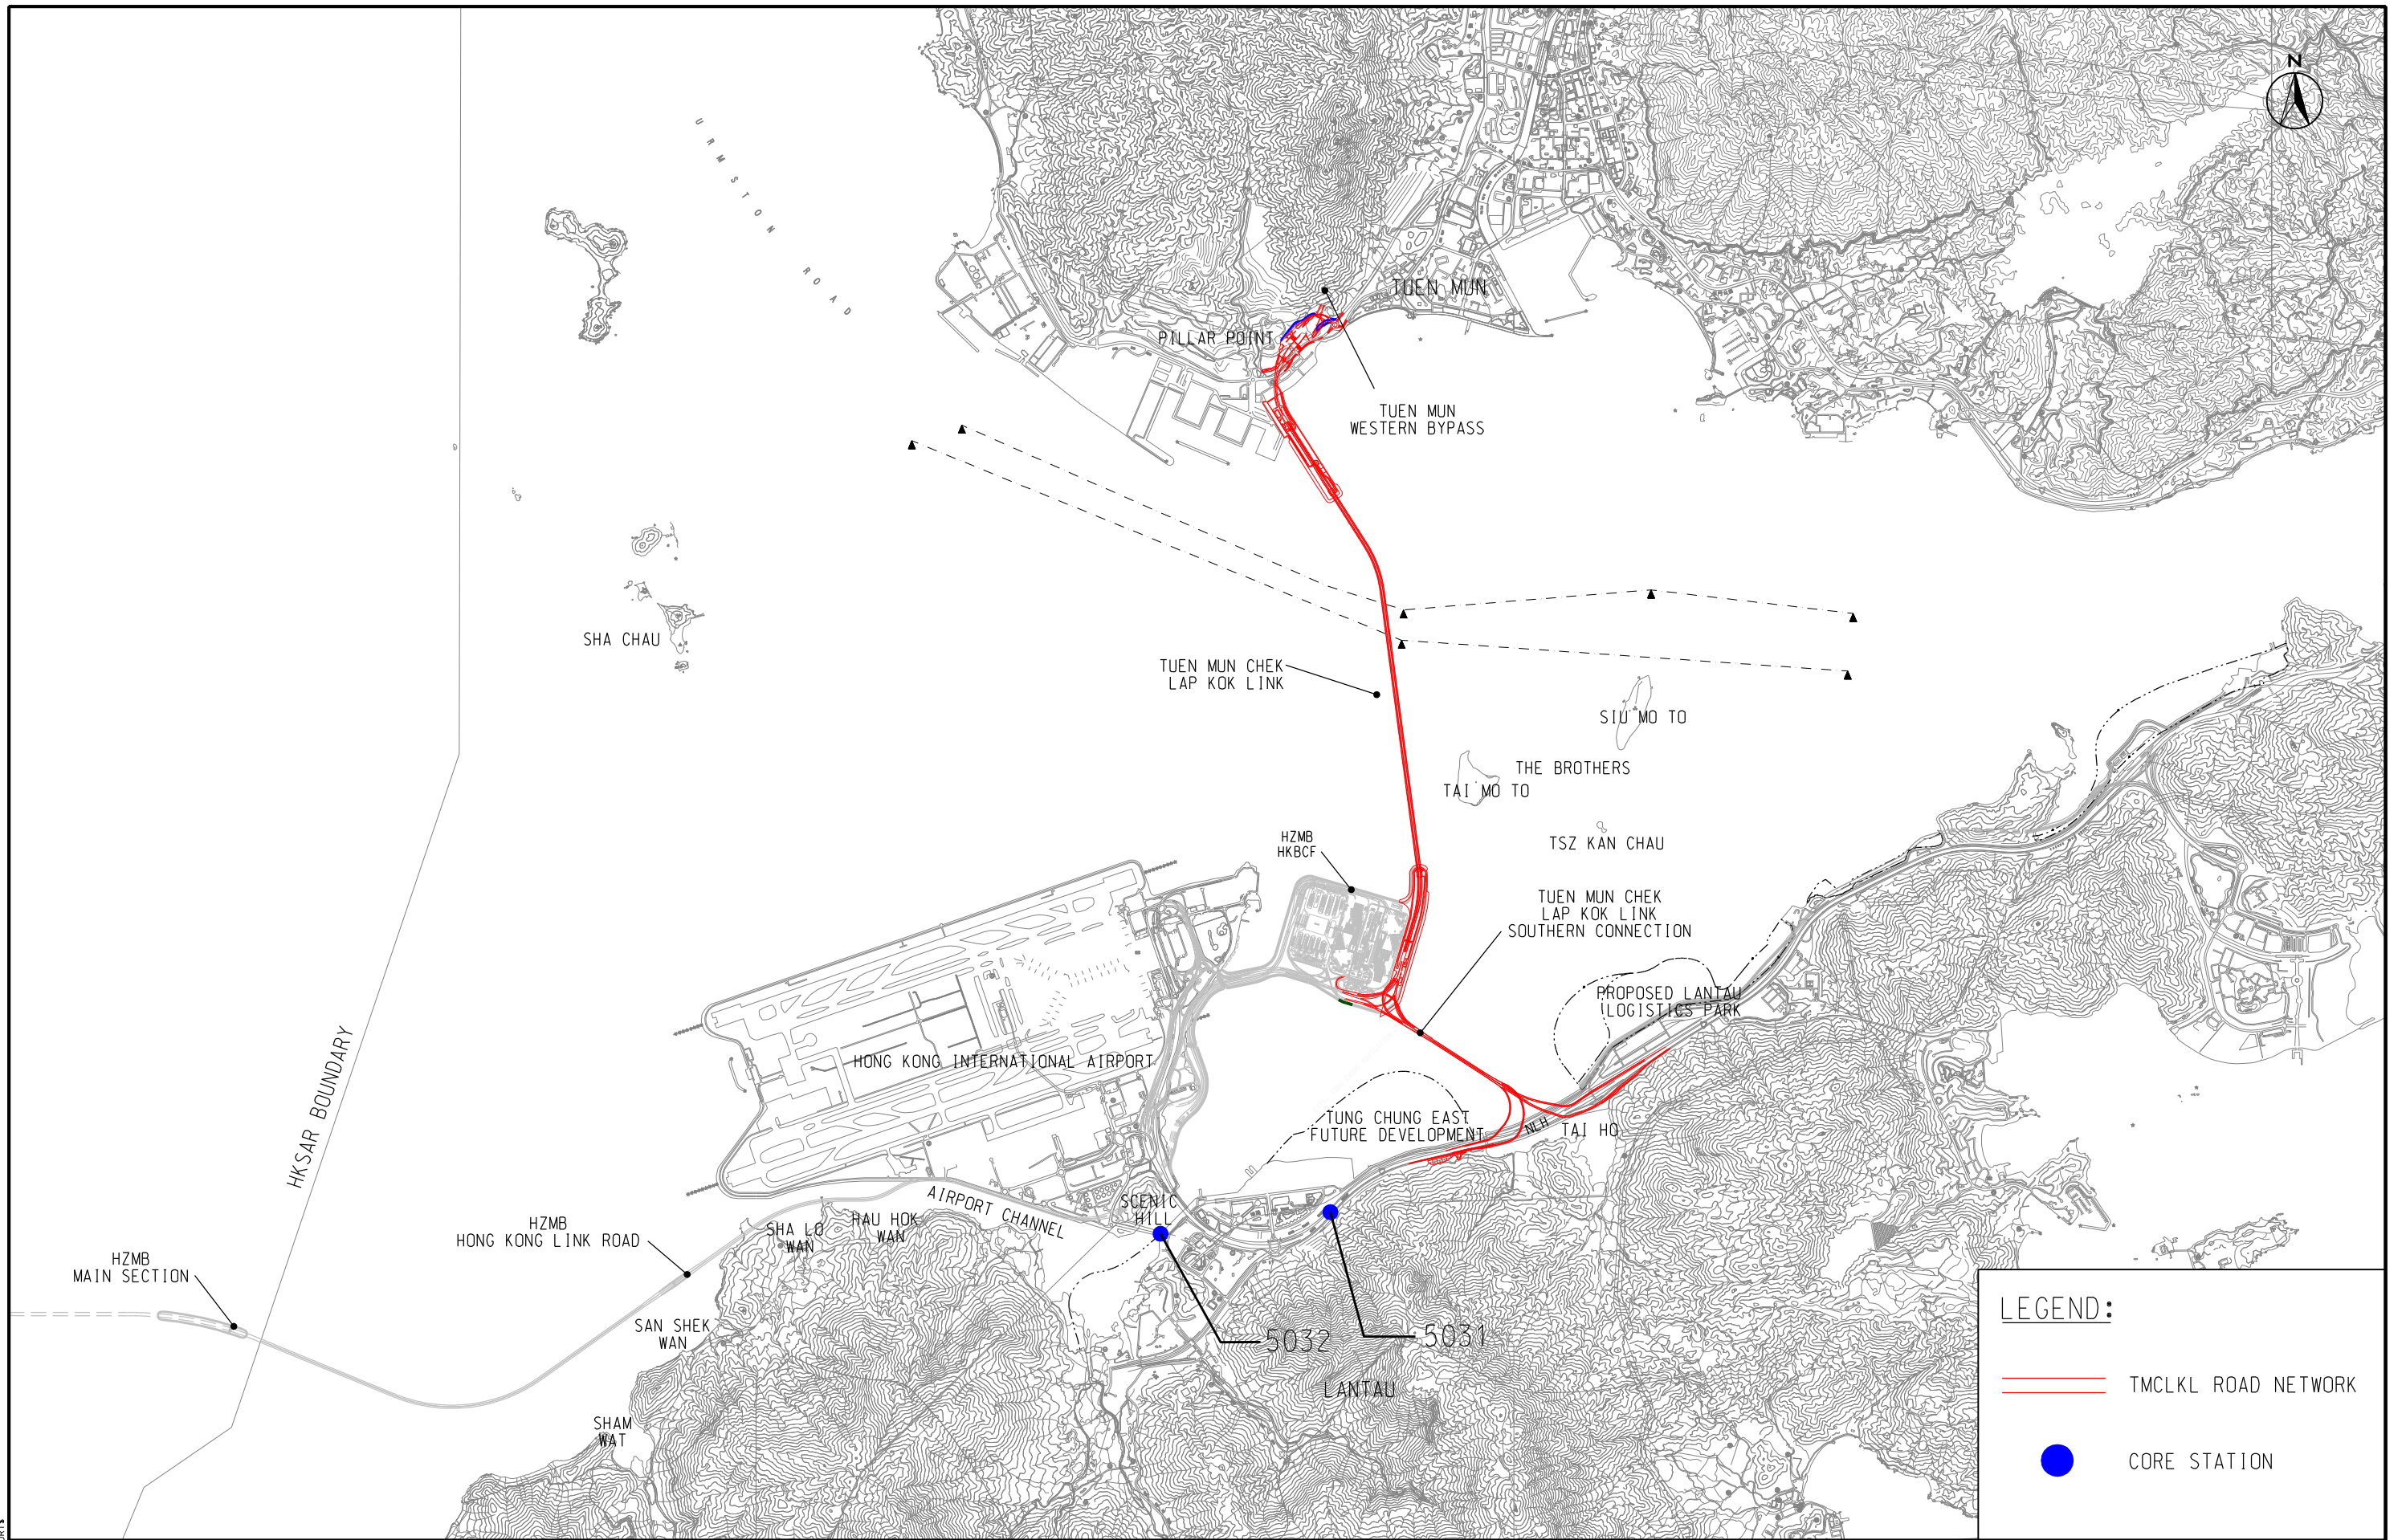 N
URMSTON ROAD
TUEN MUN
PILLAR POINT
TUEN MUN
WESTERN BYPASS
SHA CHAU
TUEN MUN CHEK
LAP KOK LINK
SIU MO TO
THE BROTHERS
TAI MO TO
TSZ KAN CHAU
HZMB
HKBCF
TUEN MUN CHEK
LAP KOK LINK
SOUTHERN CONNECTION
PROPOSED LANTAU
LOGISTICS PARK
HONG KONG INTERNATIONAL AIRPORT
HKSAR BOUNDARY
TUNG CHUNG EAST
FUTURE DEVELOPMENT
NLH
TAI HO
AIRPORT CHANNEL
SCENIC
HILL
HZMB
HONG KONG LINK ROAD
SHA LO
WAN
HAU HOK
WAN
HZMB
MAIN SECTION
SAN SHEK
WAN
5032
5031
LANTAU
SHAM
WAT
LEGEND:
TMCLKL ROAD NETWORK
CORE STATION